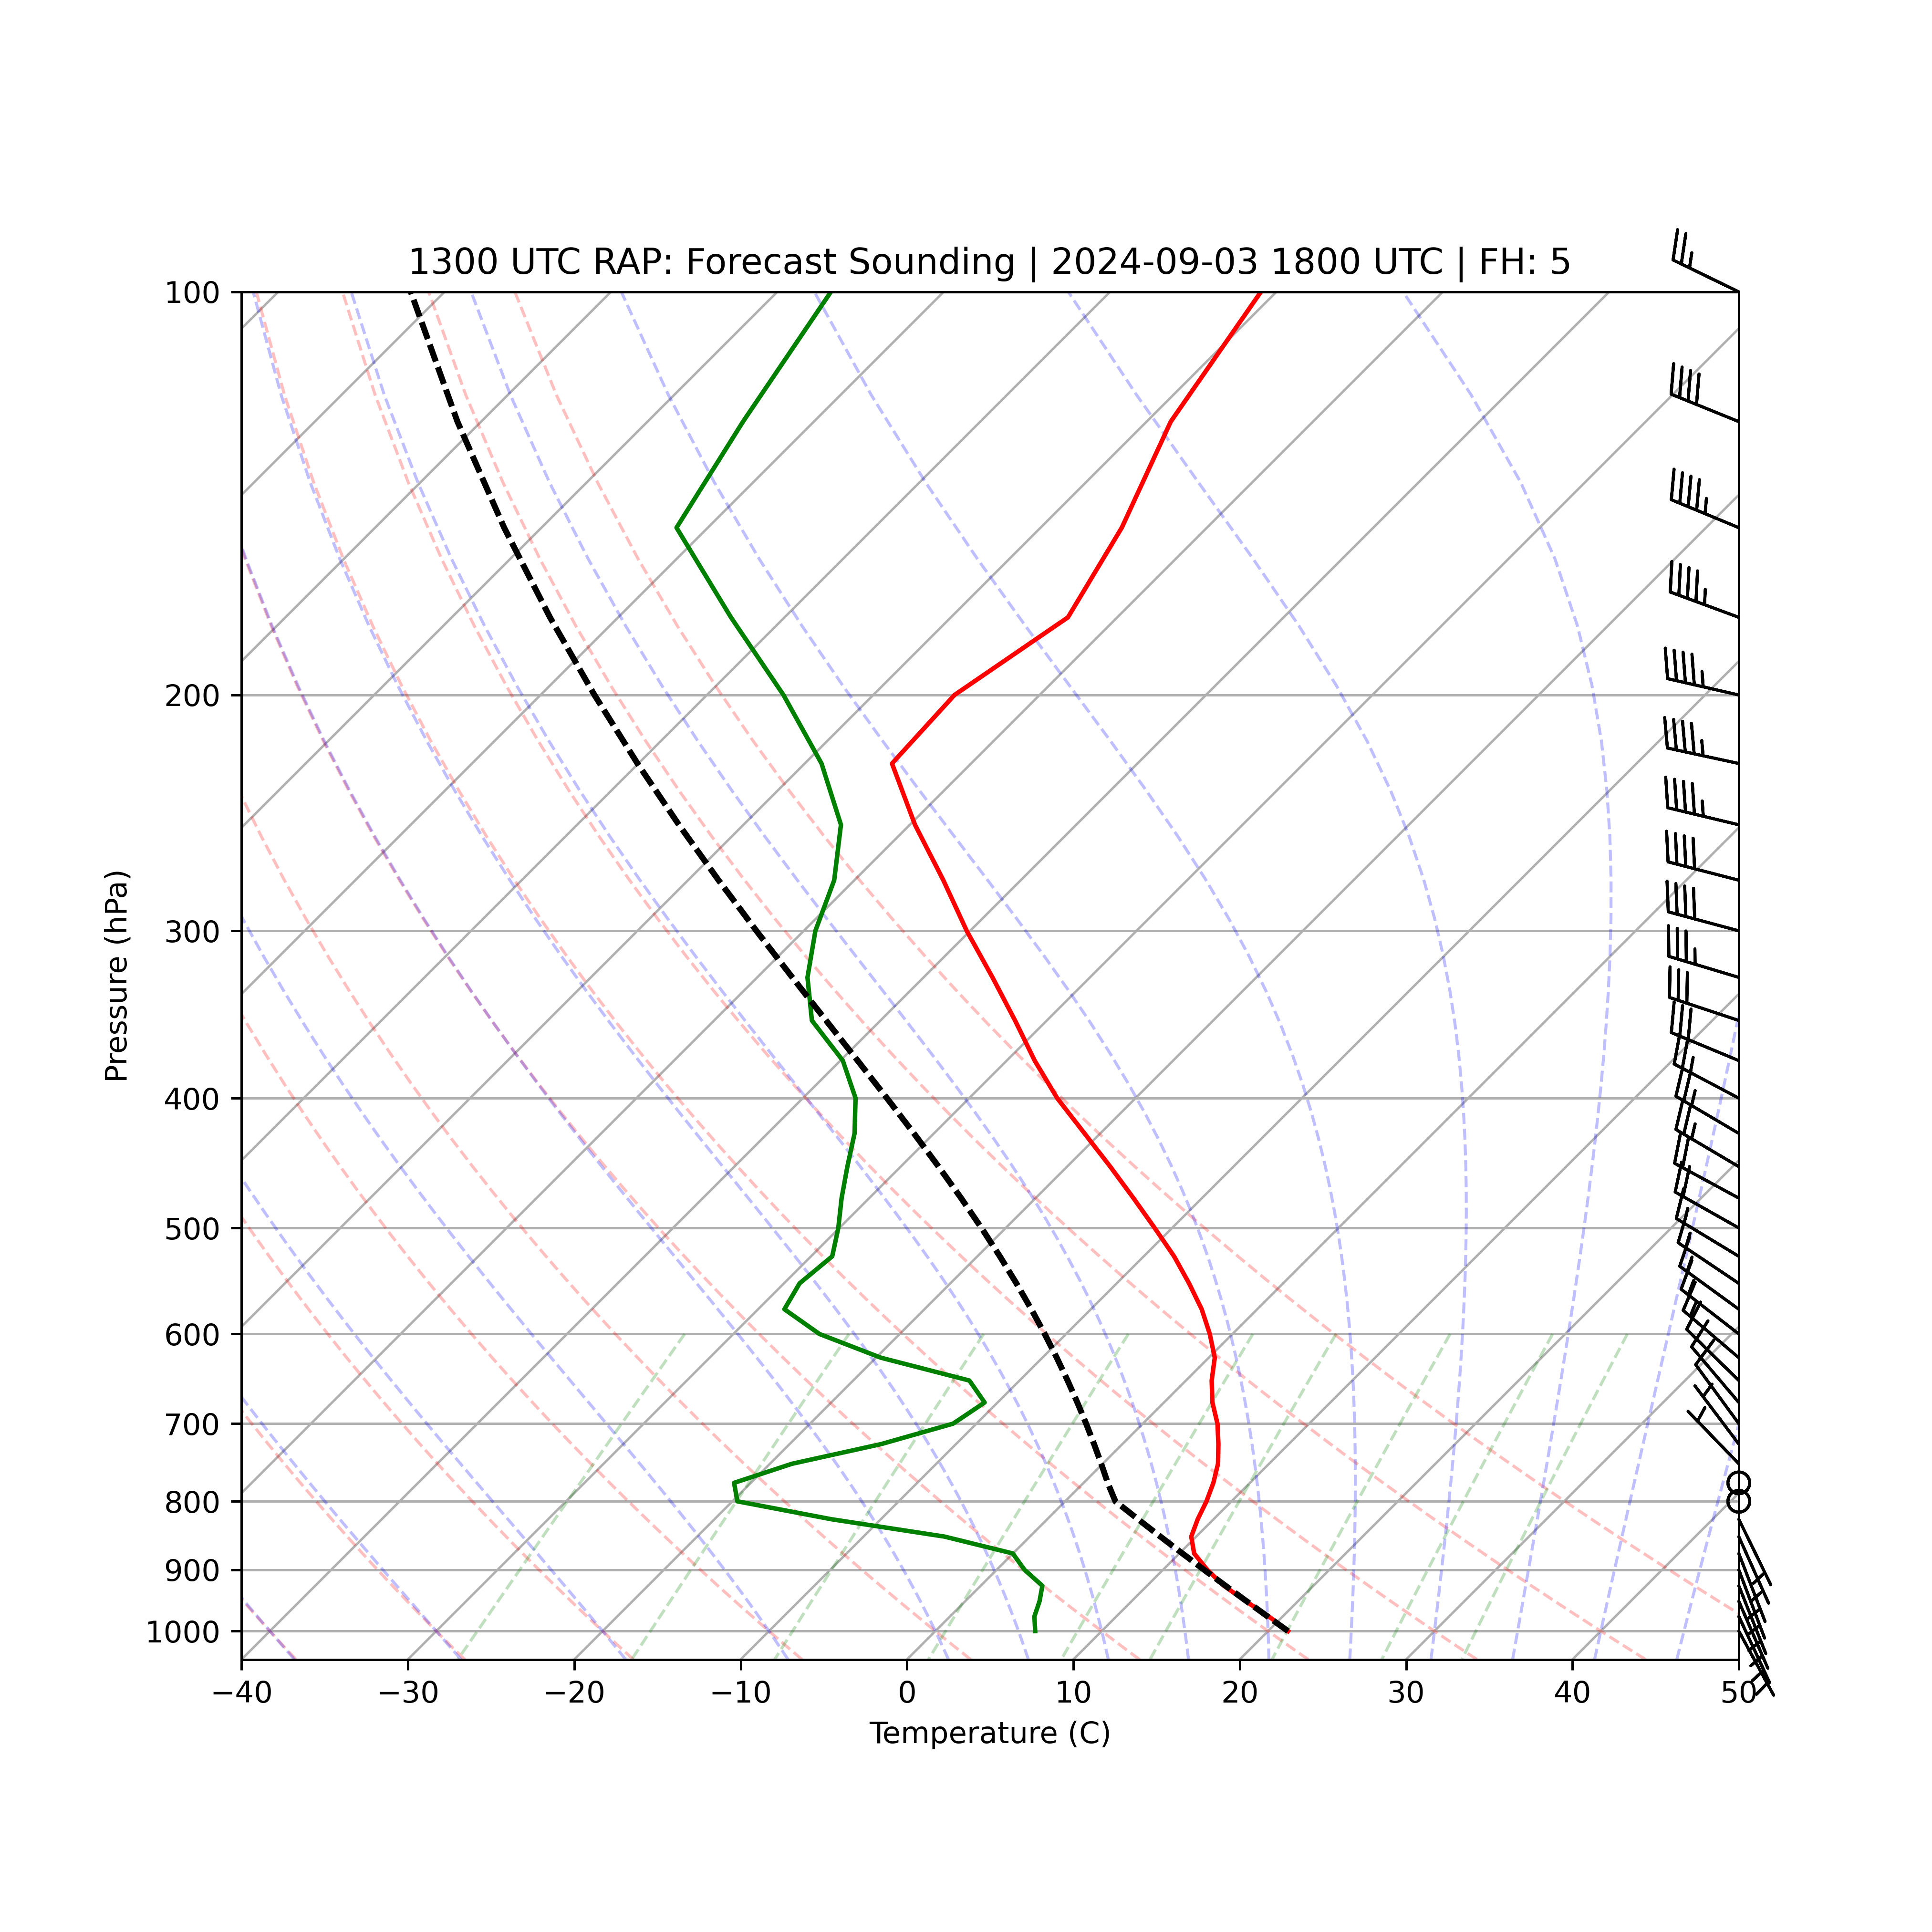 1300 UTC RAP: Forecast Sounding | 2024-09-03 1800 UTC | FH: 5
100
200
300
400
500
600
700
800
900
1000
Pressure (hPa)
−40 −30 −20 −10 0 10 20 30 40 50
Temperature (C)